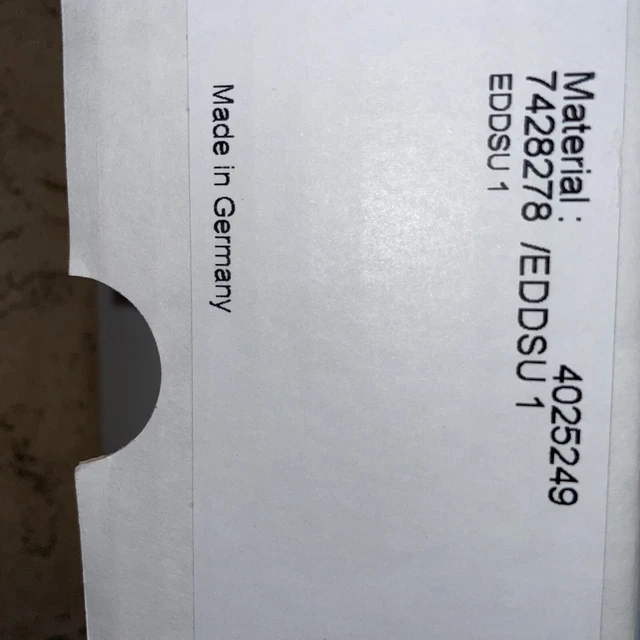 Material :
4025249
7428278 /EDDSU 1
EDDSU 1
Made in Germany